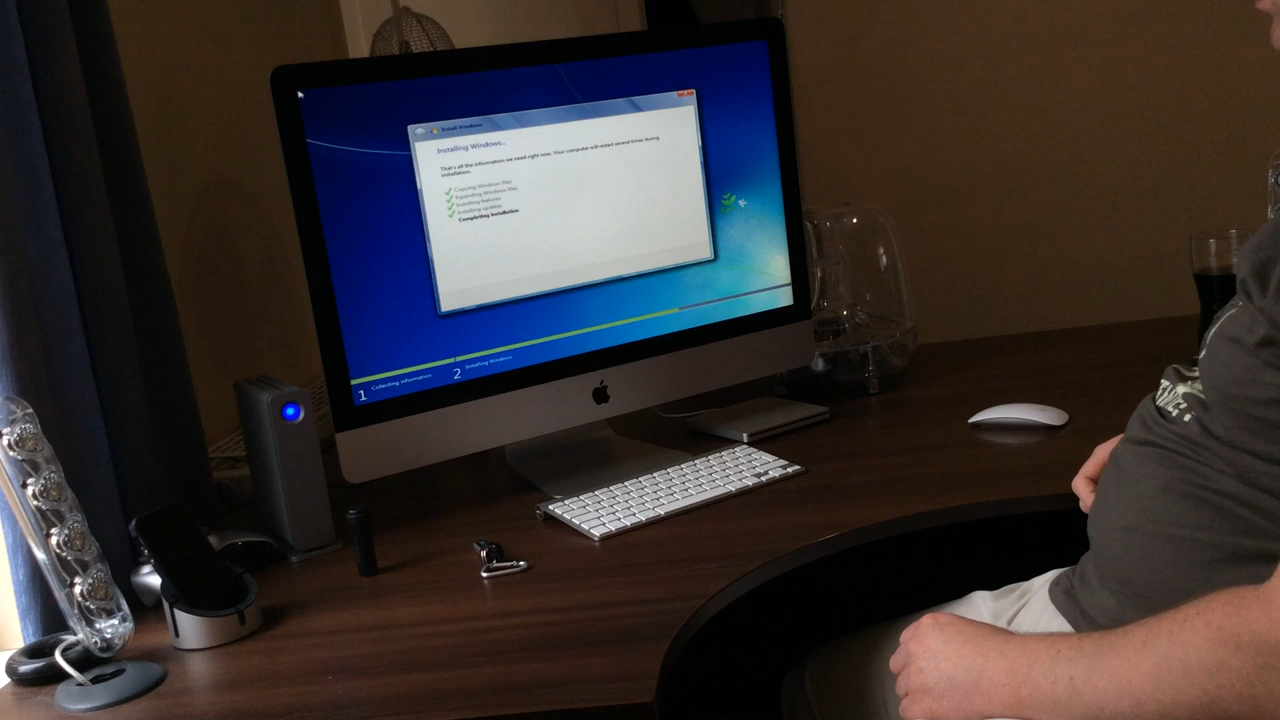 Install Windows
Installing Windows...
That's all the information we need right now. Your computer will restart several times during
installation.
Copying Windows files
Expanding Windows files
Installing features
Installing updates
Completing installation
1 Collecting information
2 Installing Windows